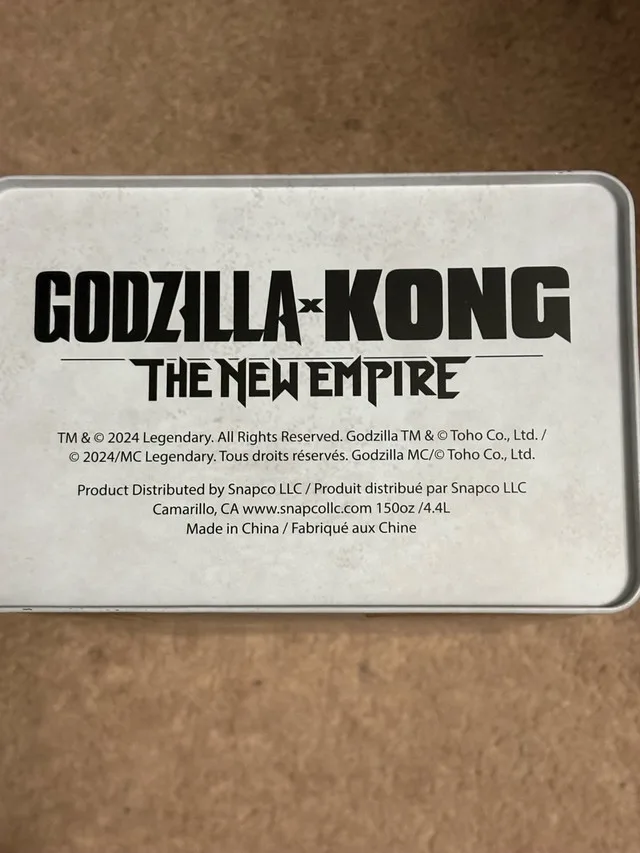 GODZILLA x KONG
THE NEW EMPIRE
TM & © 2024 Legendary. All Rights Reserved. Godzilla TM & © Toho Co., Ltd. /
© 2024/MC Legendary. Tous droits réservés. Godzilla MC/© Toho Co., Ltd.
Product Distributed by Snapco LLC / Produit distribué par Snapco LLC
Camarillo, CA www.snapcollc.com 150oz /4.4L
Made in China / Fabriqué aux Chine